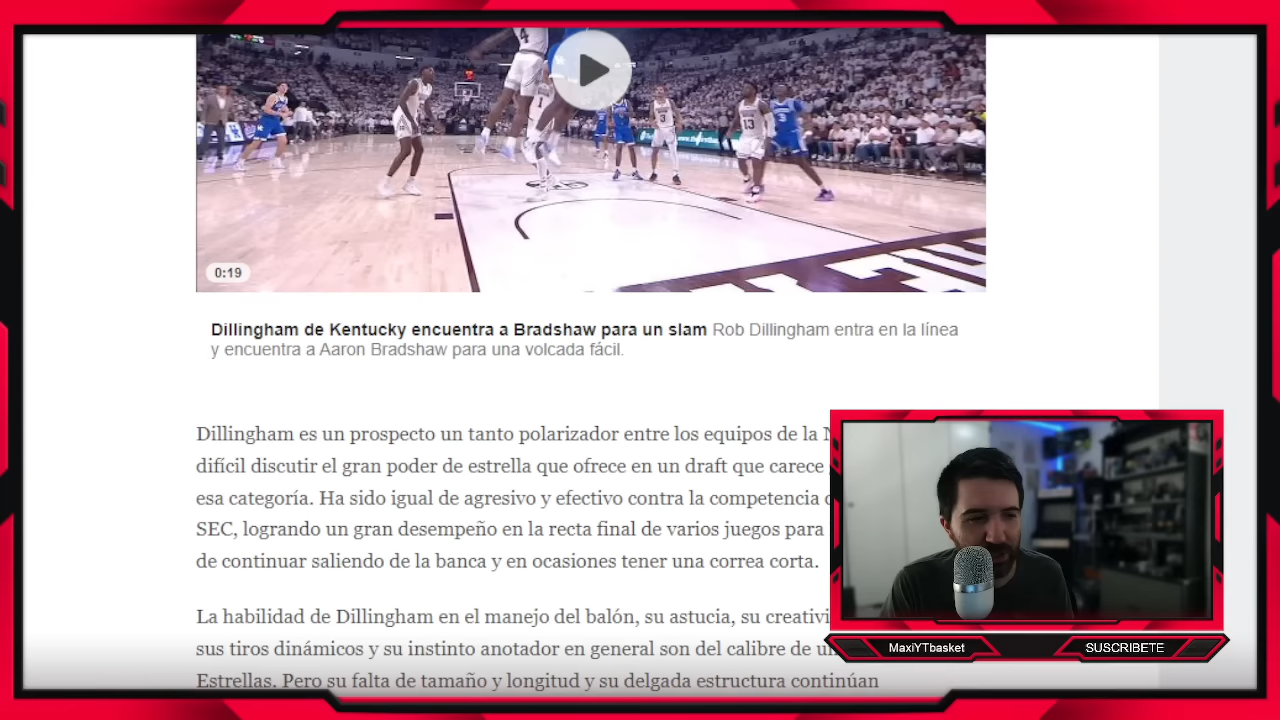 4
1
3
13
3
0:19
Dillingham de Kentucky encuentra a Bradshaw para un slam Rob Dillingham entra en la línea
y encuentra a Aaron Bradshaw para una volcada fácil.
Dillingham es un prospecto un tanto polarizador entre los equipos de la
difícil discutir el gran poder de estrella que ofrece en un draft que carece
esa categoría. Ha sido igual de agresivo y efectivo contra la competencia
SEC, logrando un gran desempeño en la recta final de varios juegos para
de continuar saliendo de la banca y en ocasiones tener una correa corta.
La habilidad de Dillingham en el manejo del balón, su astucia, su creativi
sus tiros dinámicos y su instinto anotador en general son del calibre de un
Estrellas. Pero su falta de tamaño y longitud y su delgada estructura continúan
MaxiYTbasket
SUSCRIBETE